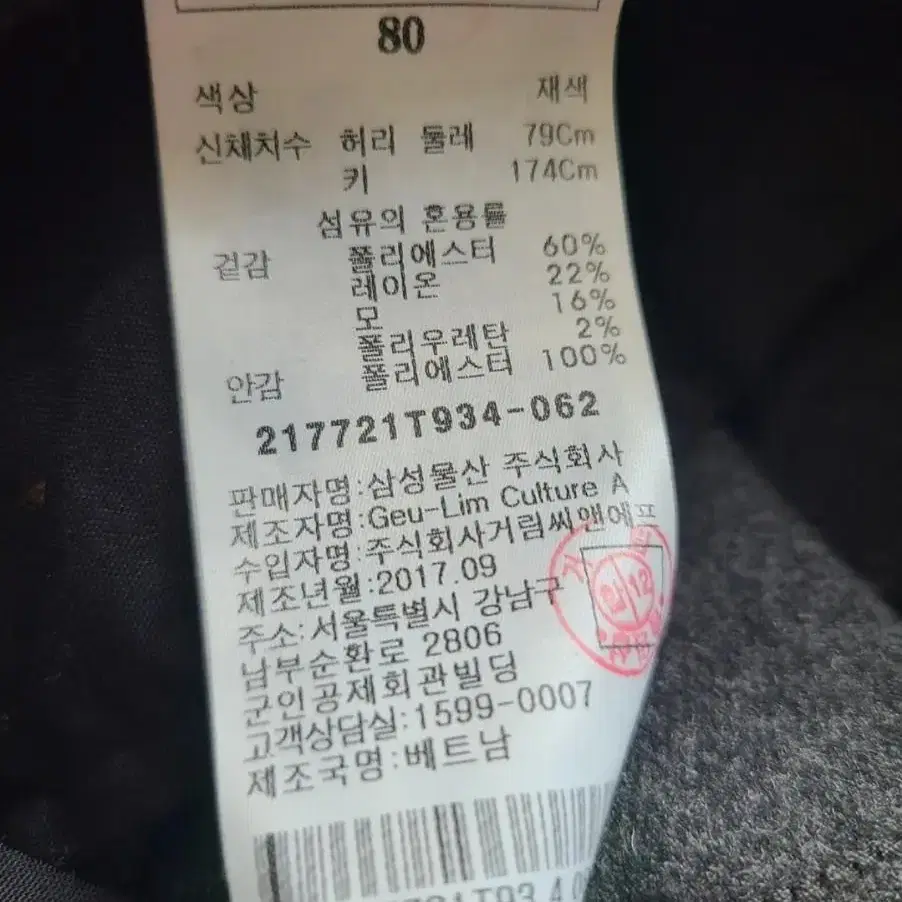 80
색상 재색
신체치수 허리 둘레 79Cm
키 174Cm
섬유의 혼용률
겉감 폴리에스터 60%
레이온 22%
모 16%
폴리우레탄 2%
안감 폴리에스터 100%
217721T934-062
판매자명:삼성물산 주식회사
제조자명:Geu-Lim Culture A
수입자명:주식회사거림씨앤에프
제조년월:2017.09
주소:서울특별시 강남구
남부순환로 2806
군인공제회관빌딩
고객상담실:1599-0007
제조국명:베트남
12